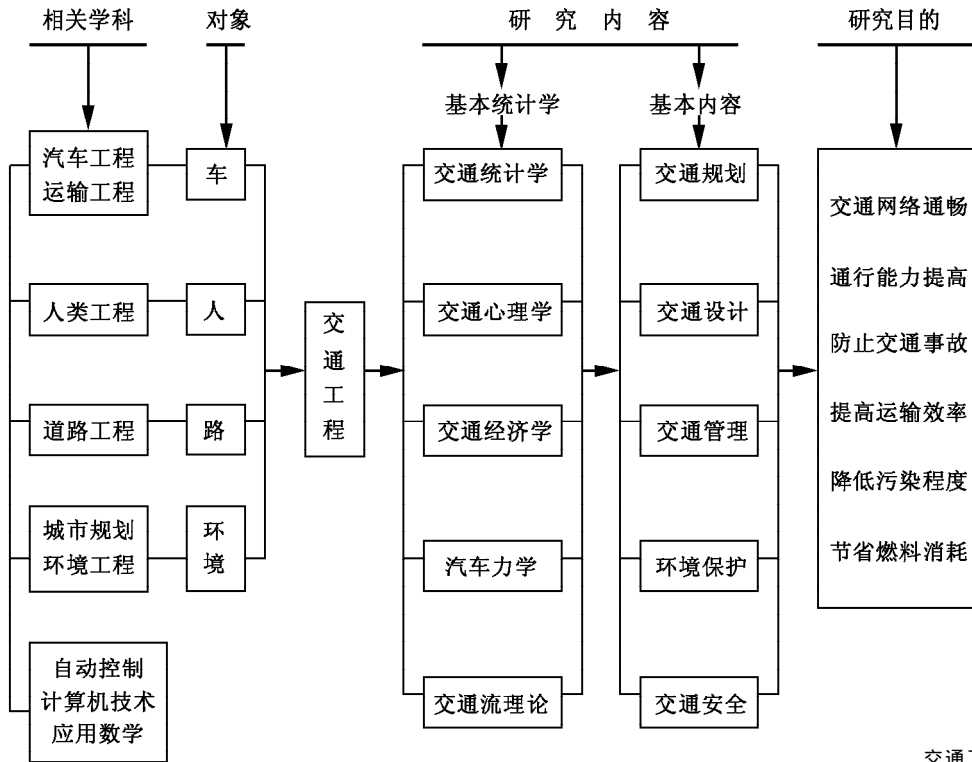 相关学科
对象
研究内容
研究目的
基本统计学
基本内容
汽车工程
运输工程
车
交通统计学
交通规划
交通网络通畅
通行能力提高
防止交通事故
提高运输效率
降低污染程度
节省燃料消耗
人类工程
人
交通心理学
交通设计
交通工程
道路工程
路
交通经济学
交通管理
城市规划
环境工程
环境
汽车力学
环境保护
自动控制
计算机技术
应用数学
交通流理论
交通安全
交通